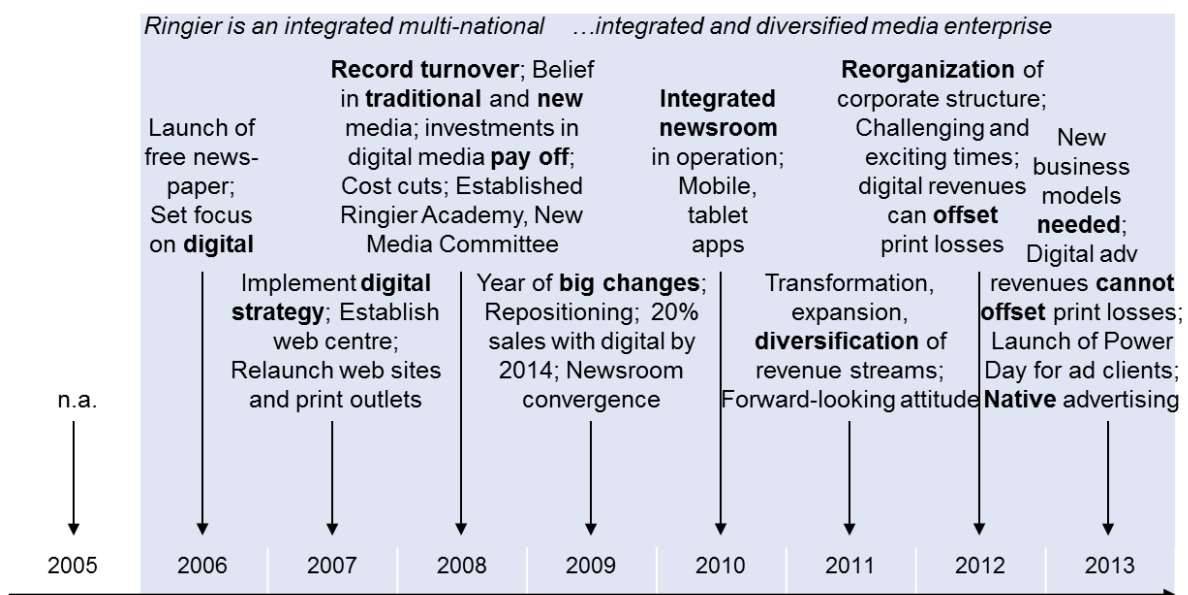 Ringier is an integrated multi-national …integrated and diversified media enterprise
Launch of
free news-
paper;
Set focus
on digital
Record turnover; Belief
in traditional and new
media; investments in
digital media pay off;
Cost cuts; Established
Ringier Academy, New
Media Committee
Integrated
newsroom
in operation;
Mobile,
tablet
apps
Reorganization of
corporate structure;
Challenging and
exciting times;
digital revenues
can offset
print losses
New
business
models
needed;
Digital adv
revenues cannot
offset print losses;
Launch of Power
Day for ad clients;
Native advertising
n.a.
Implement digital
strategy; Establish
web centre;
Relaunch web sites
and print outlets
Year of big changes;
Repositioning; 20%
sales with digital by
2014; Newsroom
convergence
Transformation,
expansion,
diversification of
revenue streams;
Forward-looking attitude
2005 2006 2007 2008 2009 2010 2011 2012 2013